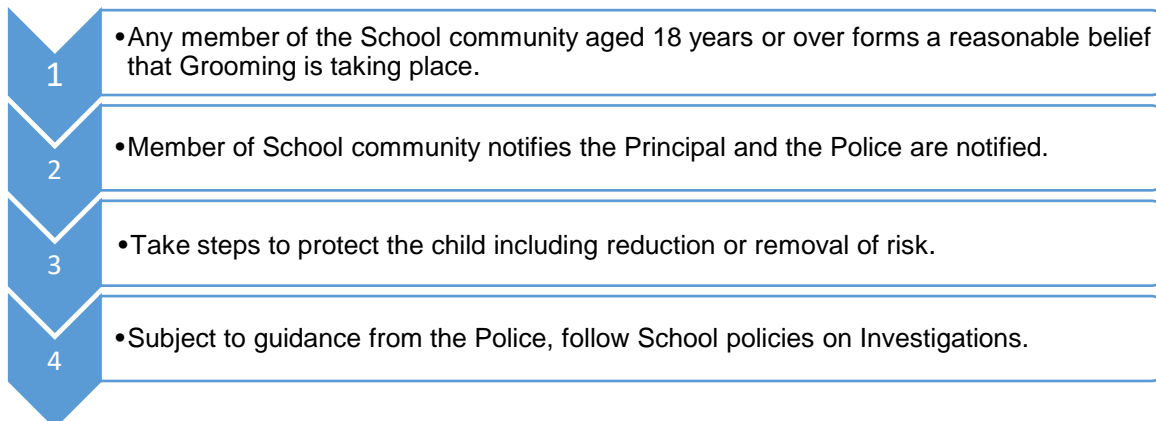 1
•Any member of the School community aged 18 years or over forms a reasonable belief
that Grooming is taking place.
2
•Member of School community notifies the Principal and the Police are notified.
3
•Take steps to protect the child including reduction or removal of risk.
4
•Subject to guidance from the Police, follow School policies on Investigations.